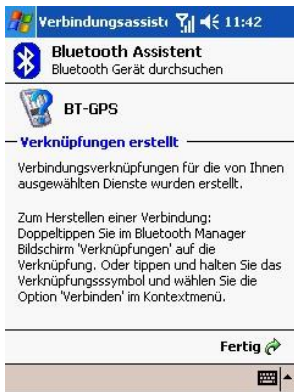 Verbindungsassiste 11:42
Bluetooth Assistent
Bluetooth Gerät durchsuchen
BT-GPS
Verknüpfungen erstellt
Verbindungsverknüpfungen für die von Ihnen
ausgewählten Dienste wurden erstellt.
Zum Herstellen einer Verbindung:
Doppeltippen Sie im Bluetooth Manager
Bildschirm 'Verknüpfungen' auf die
Verknüpfung. Oder tippen und halten Sie das
Verknüpfungsssymbol und wählen Sie die
Option 'Verbinden' im Kontextmenü.
Fertig